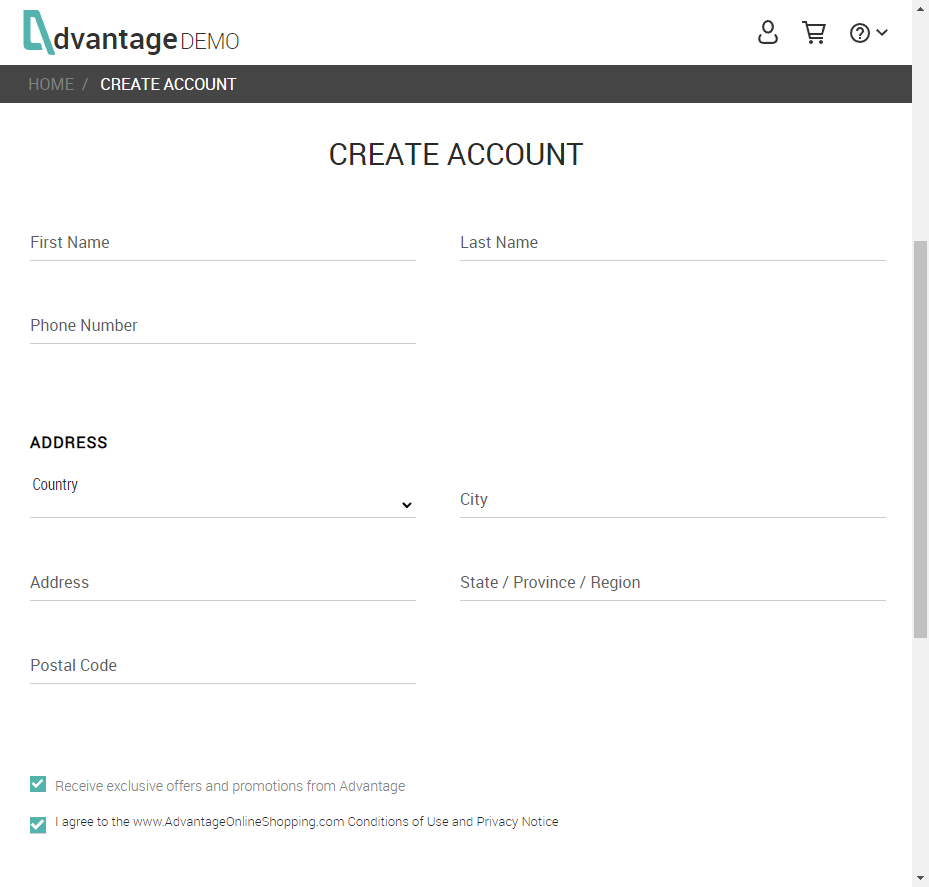 dvantage DEMO
HOME / CREATE ACCOUNT
CREATE ACCOUNT
First Name
Last Name
Phone Number
ADDRESS
Country
City
Address
State / Province / Region
Postal Code
Receive exclusive offers and promotions from Advantage
I agree to the www.AdvantageOnlineShopping.com Conditions of Use and Privacy Notice